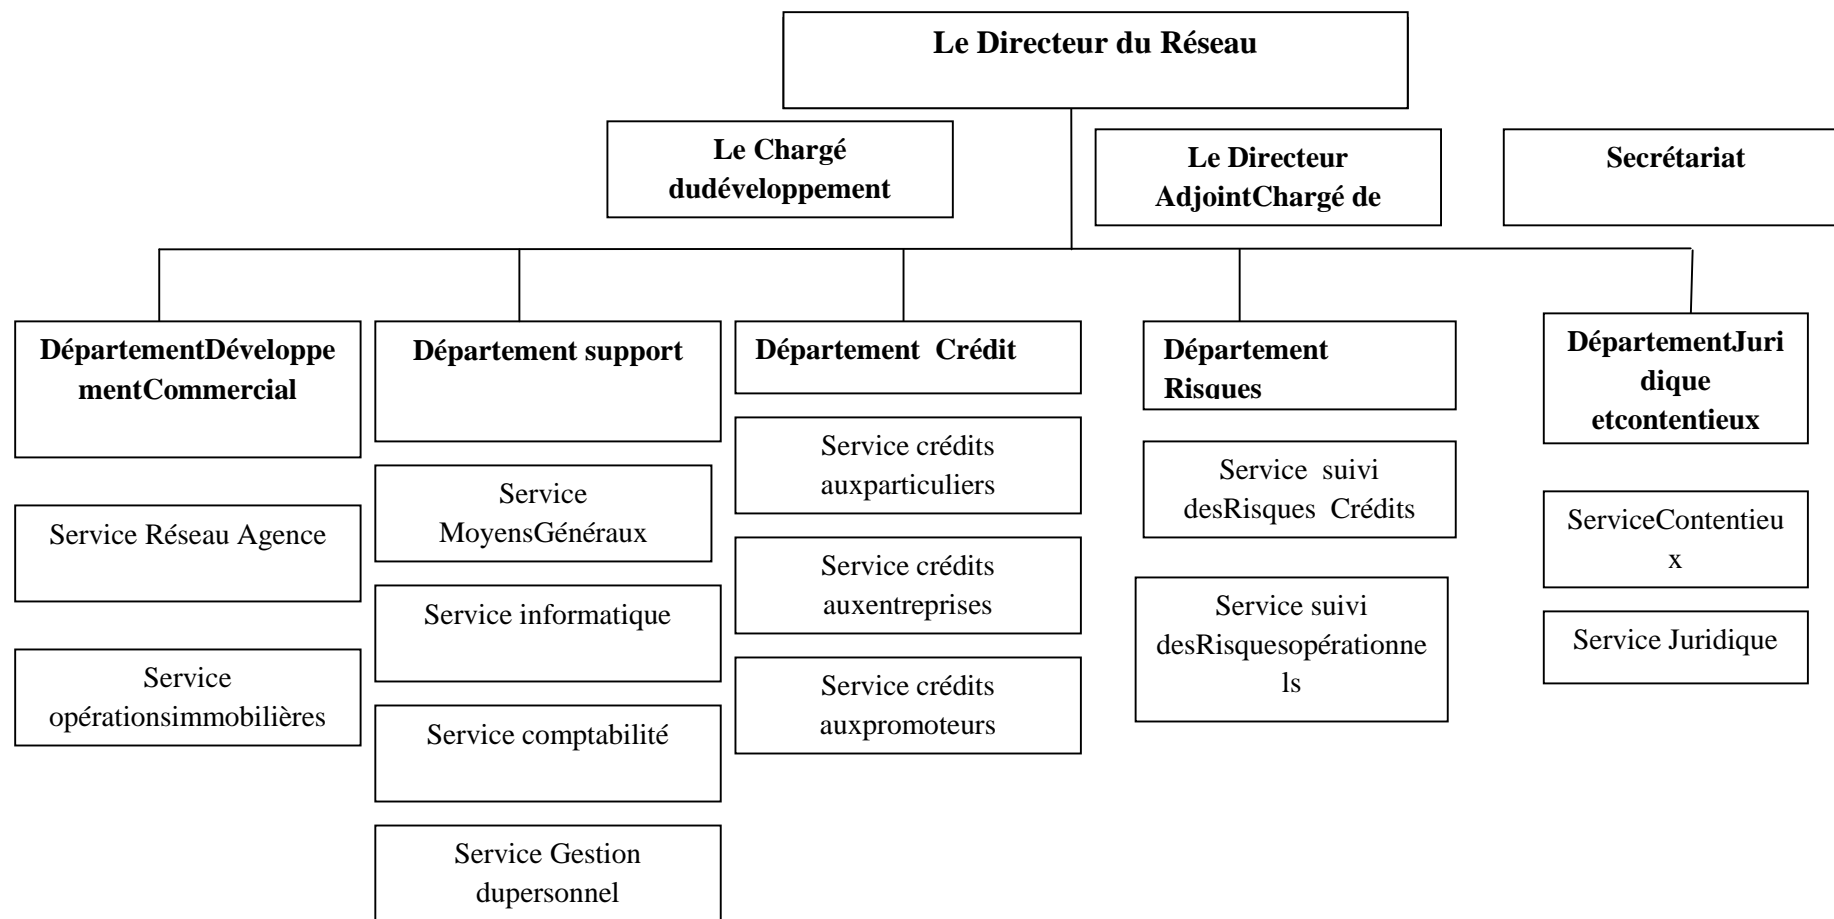 Le Directeur du Réseau
Le Chargé
dudéveloppement
Le Directeur
AdjointChargé de
Secrétariat
DépartementDéveloppe
mentCommercial
Département support
Département Crédit
Département
Risques
DépartementJuri
dique
etcontentieux
Service Réseau Agence
Service
opérationsimmobilières
Service
MoyensGénéraux
Service informatique
Service comptabilité
Service Gestion
dupersonnel
Service crédits
auxparticuliers
Service crédits
auxentreprises
Service crédits
auxpromoteurs
Service suivi
desRisques Crédits
Service suivi
desRisquesopérationne
ls
ServiceContentieu
x
Service Juridique